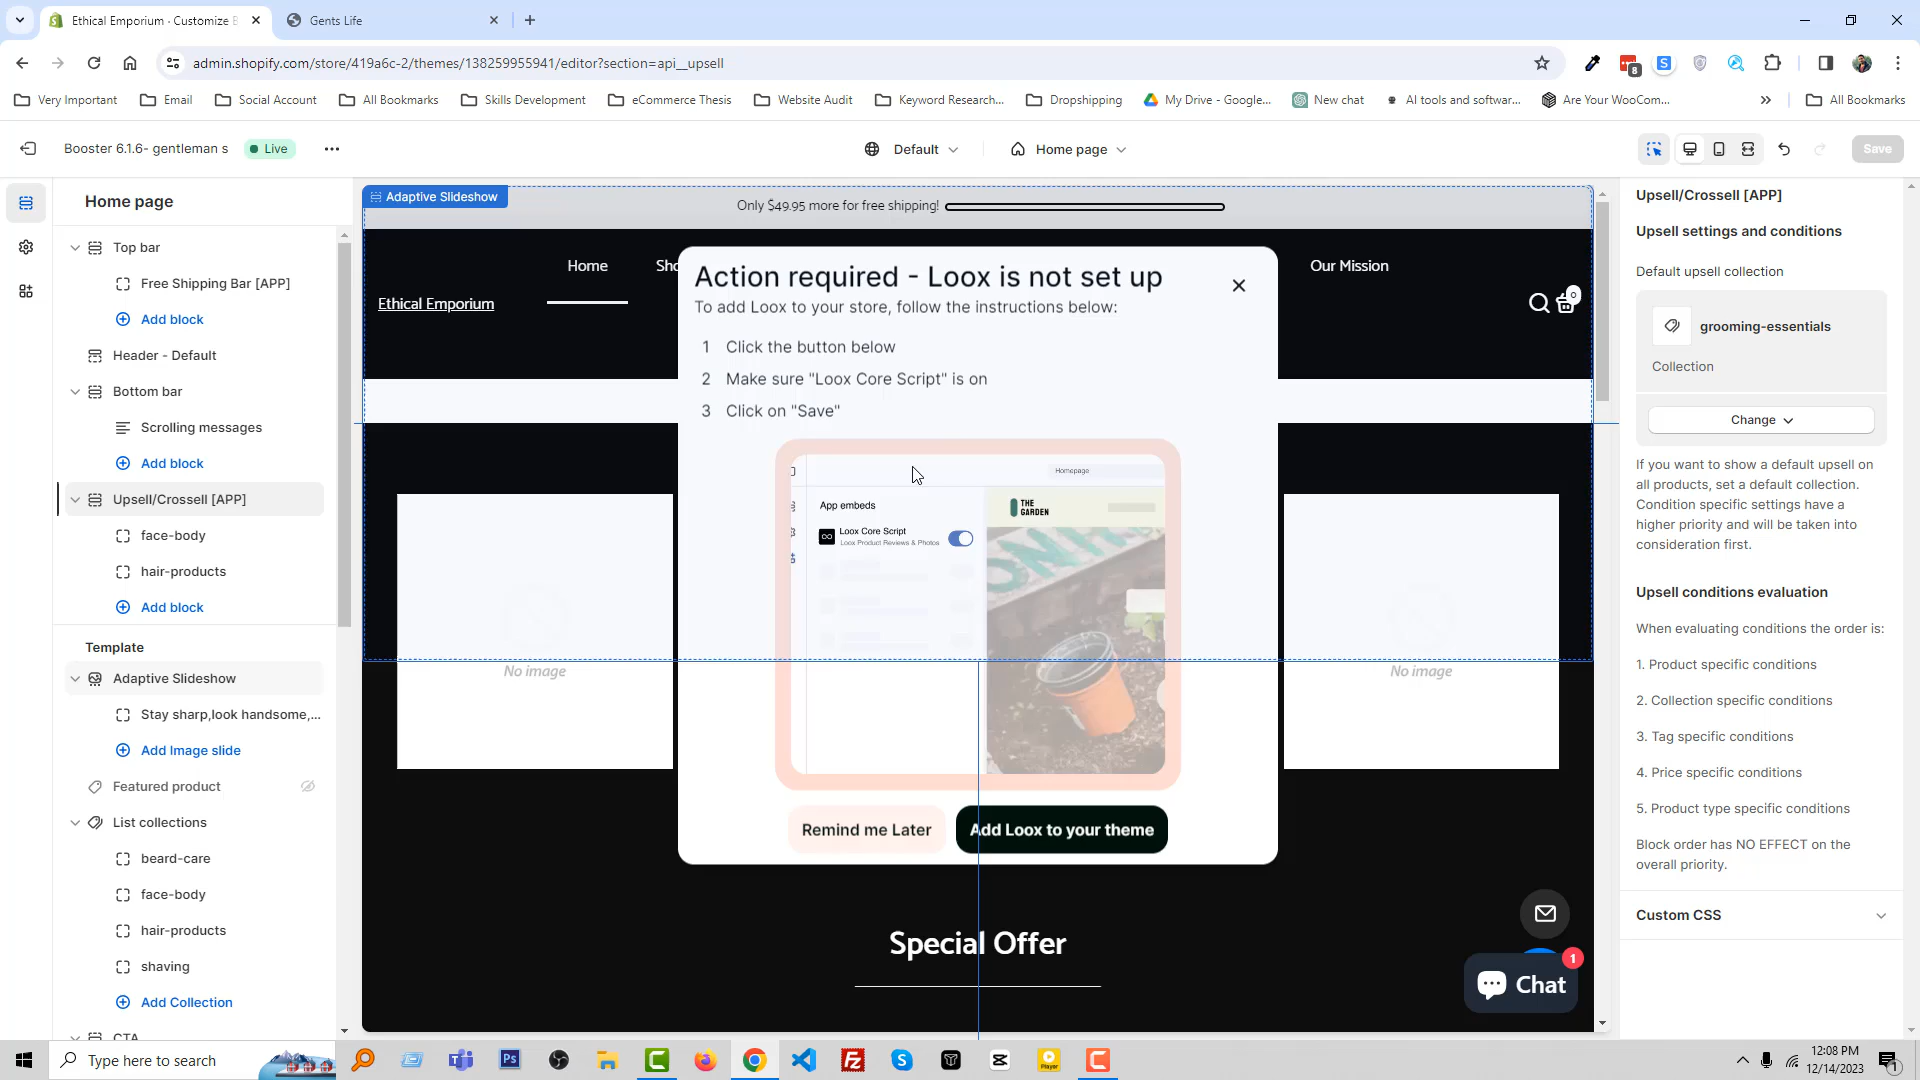 Ethical Emporium · Customize B
Gents Life
admin.shopify.com/store/419a6c-2/themes/138259955941/editor?section=api__upsell
8
S
Very Important
Email
Social Account
All Bookmarks
Skills Development
eCommerce Thesis
Website Audit
Keyword Research...
Dropshipping
My Drive - Google...
New chat
AI tools and softwar...
Are Your WooCom...
»
All Bookmarks
Booster 6.1.6- gentleman s
Live
Default
Home page
Save
Home page
Top bar
Free Shipping Bar [APP]
Add block
Header - Default
Bottom bar
Scrolling messages
Add block
Upsell/Crossell [APP]
face-body
hair-products
Add block
Template
Adaptive Slideshow
Stay sharp,look handsome,...
Add Image slide
Featured product
List collections
beard-care
face-body
hair-products
shaving
Add Collection
CTA
Adaptive Slideshow
Only $49.95 more for free shipping!
Home
Sho
Our Mission
Ethical Emporium
0
Action required - Loox is not set up
To add Loox to your store, follow the instructions below:
1 Click the button below
2 Make sure "Loox Core Script" is on
3 Click on "Save"
Homepage
App embeds
THE
GARDEN
Loox Core Script
Loox Product Reviews & Photos
No image
No image
Remind me Later
Add Loox to your theme
Special Offer
1
Chat
Upsell/Crossell [APP]
Upsell settings and conditions
Default upsell collection
grooming-essentials
Collection
Change
If you want to show a default upsell on
all products, set a default collection.
Condition specific settings have a
higher priority and will be taken into
consideration first.
Upsell conditions evaluation
When evaluating conditions the order is:
1. Product specific conditions
2. Collection specific conditions
3. Tag specific conditions
4. Price specific conditions
5. Product type specific conditions
Block order has NO EFFECT on the
overall priority.
Custom CSS
Type here to search
Ps
Player
12:08 PM
12/14/2023
1